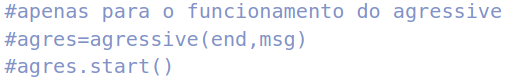 #apenas para o funcionamento do agressive
#agres=agressive(end,msg)
#agres.start()